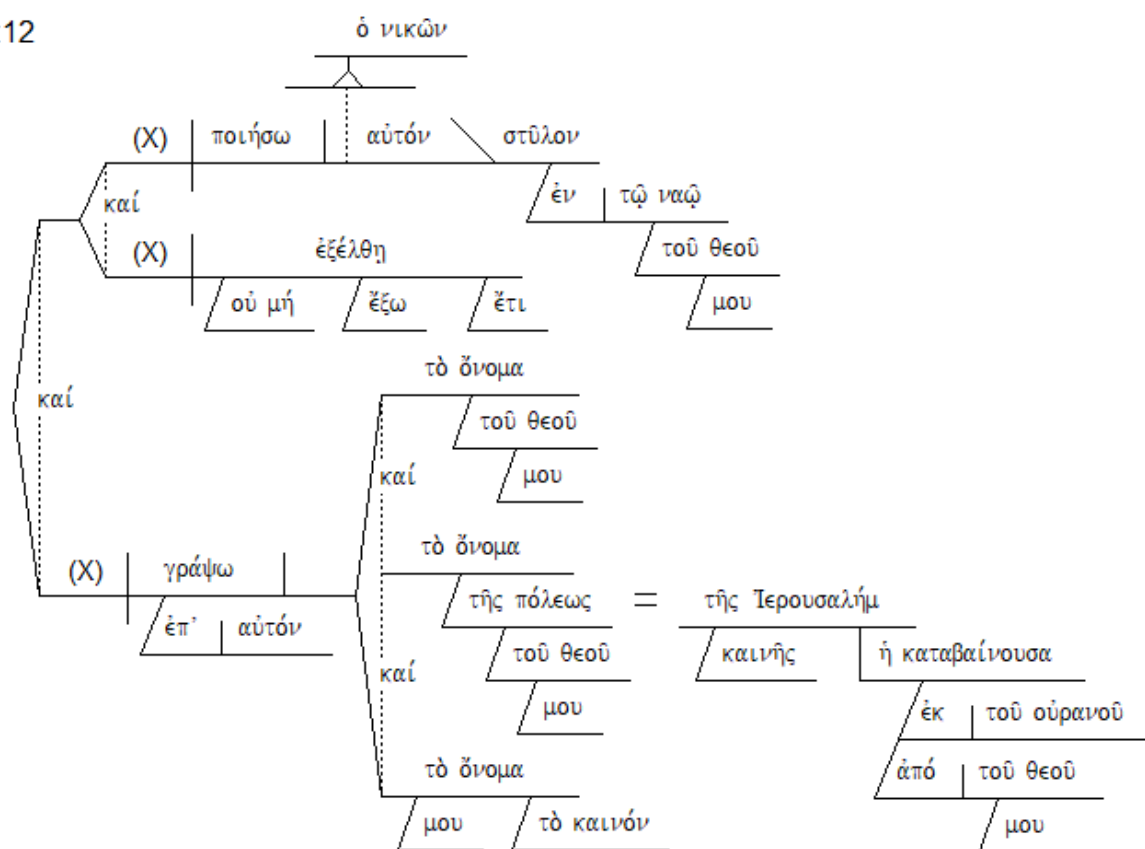 :12
ὁ νικῶν
(X) ποιήσω αὐτόν στῦλον
ἐν τῷ ναῷ
καί
(X) ἐξέλθῃ
τοῦ θεοῦ
οὐ μή ἔξω ἔτι
μου
τὸ ὄνομα
καί
τοῦ θεοῦ
καί
μου
τὸ ὄνομα
(X) γράψω
τῆς πόλεως = τῆς Ἰερουσαλήμ
ἐπ' αὐτόν
τοῦ θεοῦ καινῆς ἡ καταβαίνουσα
καί
μου
ἐκ τοῦ οὐρανοῦ
τὸ ὄνομα
ἀπό τοῦ θεοῦ
μου τὸ καινόν
μου